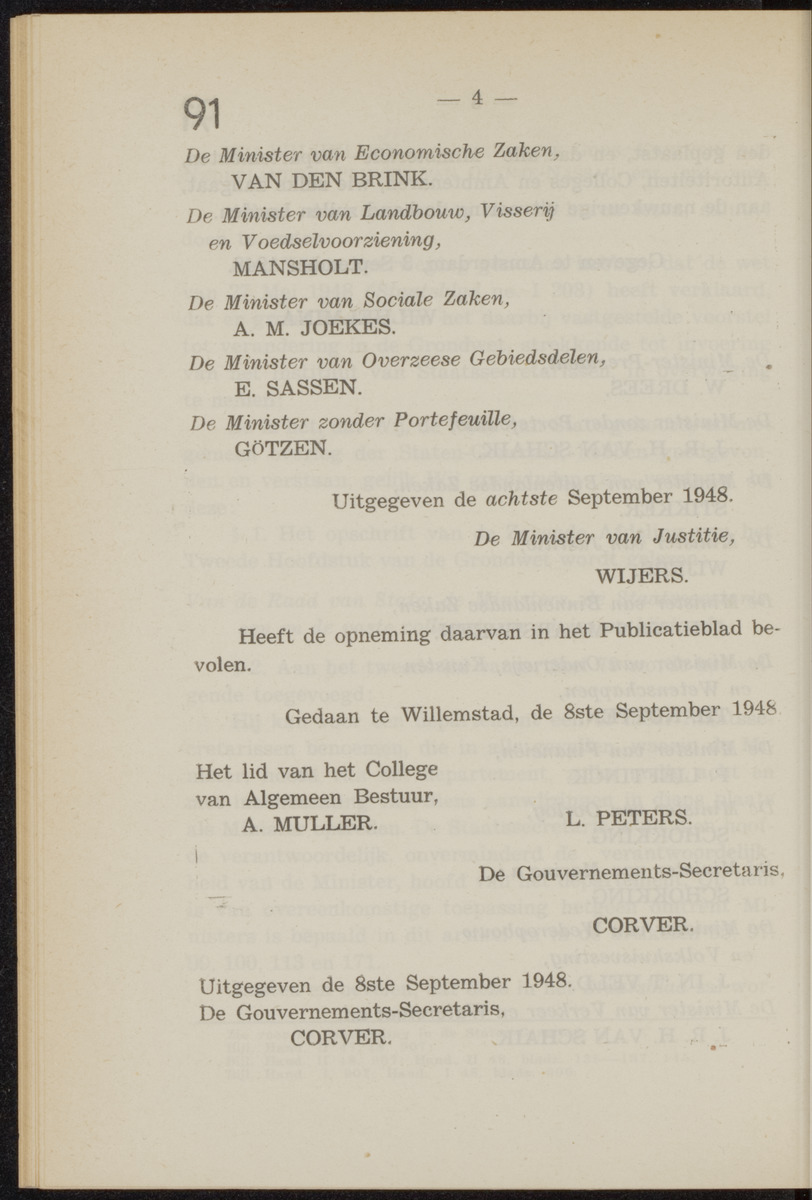 91
— 4 —
De Minister van Economische Zaken,
VAN DEN BRINK.
De Minister van Landbouw, Visserij
en Voedselvoorziening,
MANSHOLT.
De Minister van Sociale Zaken,
A. M. JOEKES.
De Minister van Overzeese Gebiedsdelen,
E. SASSEN.
De Minister zonder Portefeuille,
GÖTZEN.
Uitgegeven de achtste September 1948.
De Minister van Justitie,
WIJERS.
Heeft de opneming daarvan in het Publicatieblad be-
volen.
Gedaan te Willemstad, de 8ste September 1948
Het lid van het College
van Algemeen Bestuur,
A. MULLER. L. PETERS.
De Gouvernements-Secretaris,
CORVER.
Uitgegeven de 8ste September 1948.
De Gouvernements-Secretaris,
CORVER.